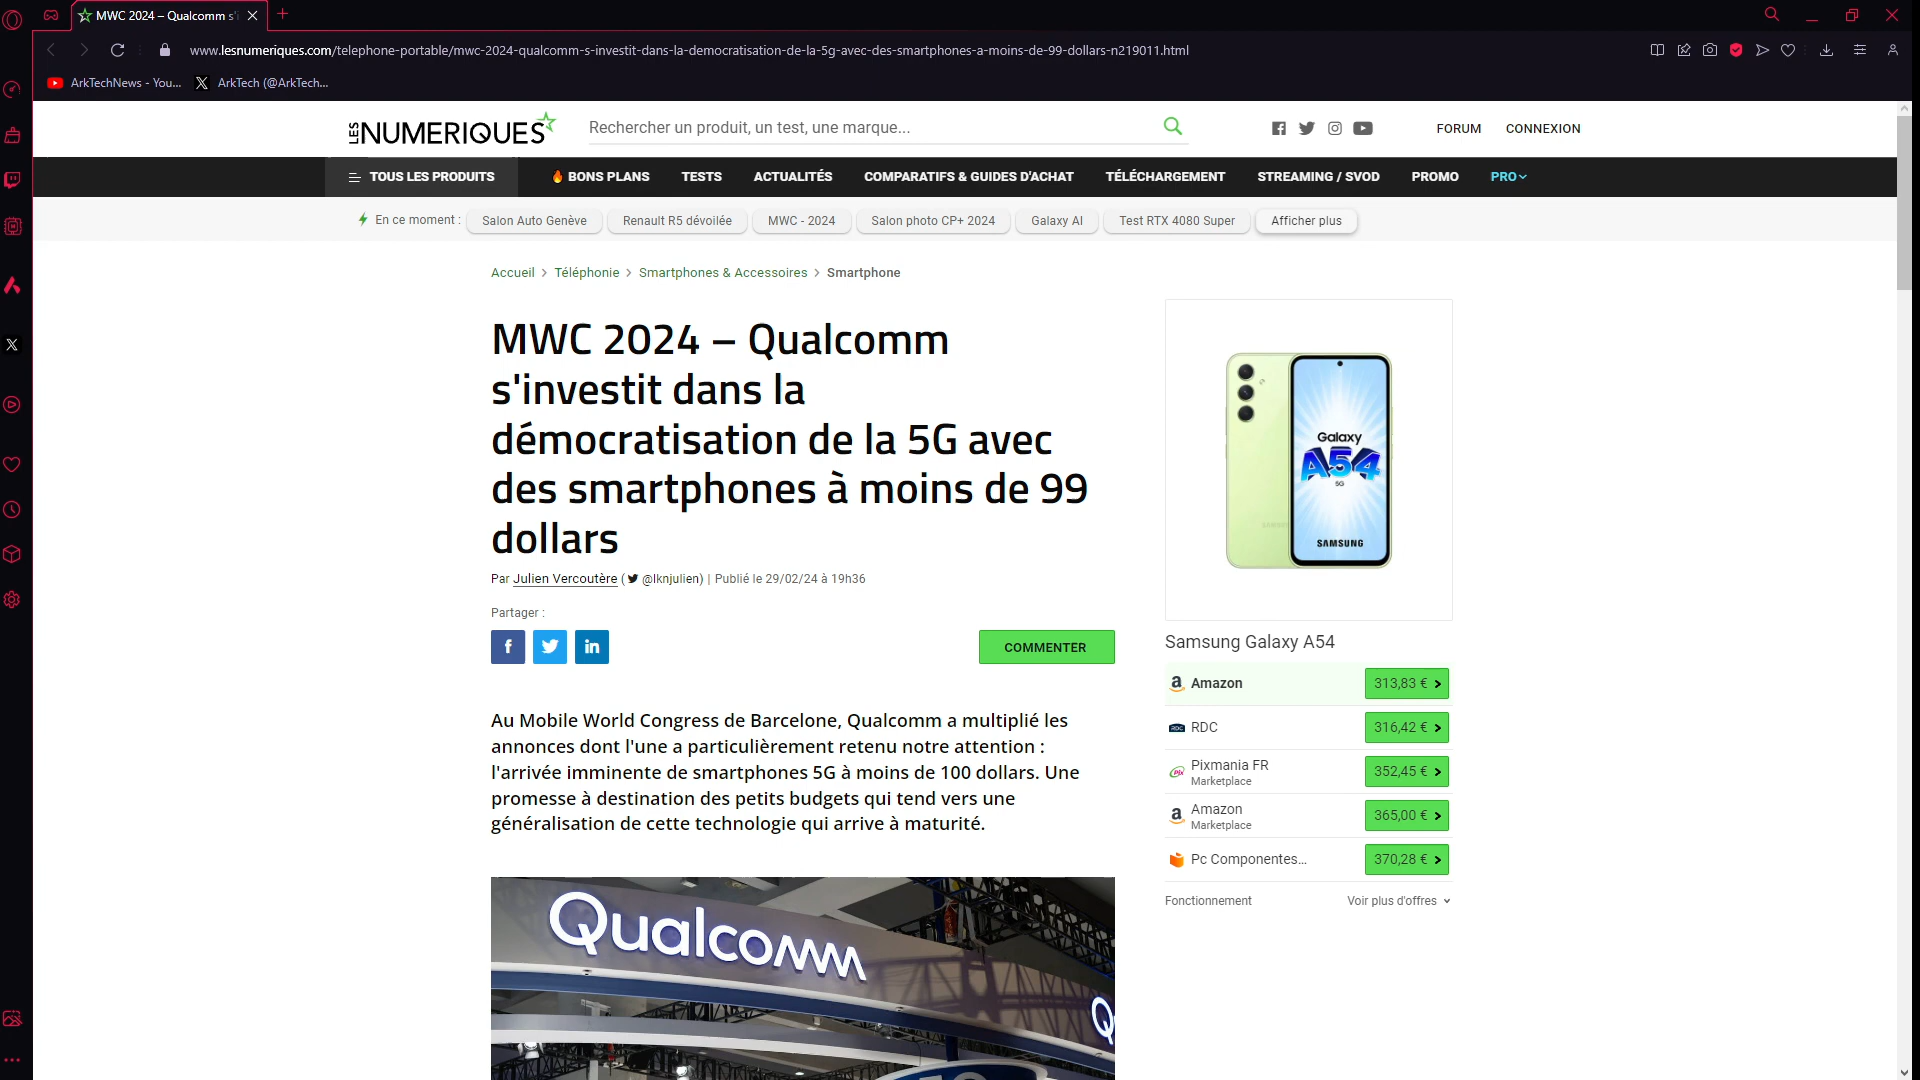 MWC 2024 – Qualcomm s'i
www.lesnumeriques.com/telephone-portable/mwc-2024-qualcomm-s-investit-dans-la-democratisation-de-la-5g-avec-des-smartphones-a-moins-de-99-dollars-n219011.html
ArkTechNews - You...
ArkTech (@ArkTech...
LES NUMERIQUES
Rechercher un produit, un test, une marque...
FORUM
CONNEXION
TOUS LES PRODUITS
BONS PLANS
TESTS
ACTUALITÉS
COMPARATIFS & GUIDES D'ACHAT
TÉLÉCHARGEMENT
STREAMING / SVOD
PROMO
PRO
En ce moment :
Salon Auto Genève
Renault R5 dévoilée
MWC - 2024
Salon photo CP+ 2024
Galaxy AI
Test RTX 4080 Super
Afficher plus
Accueil > Téléphonie > Smartphones & Accessoires > Smartphone
MWC 2024 – Qualcomm
s'investit dans la
démocratisation de la 5G avec
des smartphones à moins de 99
dollars
Par Julien Vercoutère ( @lknjulien) | Publié le 29/02/24 à 19h36
Partager :
COMMENTER
Au Mobile World Congress de Barcelone, Qualcomm a multiplié les
annonces dont l'une a particulièrement retenu notre attention :
l'arrivée imminente de smartphones 5G à moins de 100 dollars. Une
promesse à destination des petits budgets qui tend vers une
généralisation de cette technologie qui arrive à maturité.
Qualcomm
Galaxy
A54
5G
SAMSUNG
Samsung Galaxy A54
Amazon
313,83 €
RDC
316,42 €
Pixmania FR
Marketplace
352,45 €
Amazon
Marketplace
365,00 €
Pc Componentes...
370,28 €
Fonctionnement
Voir plus d'offres